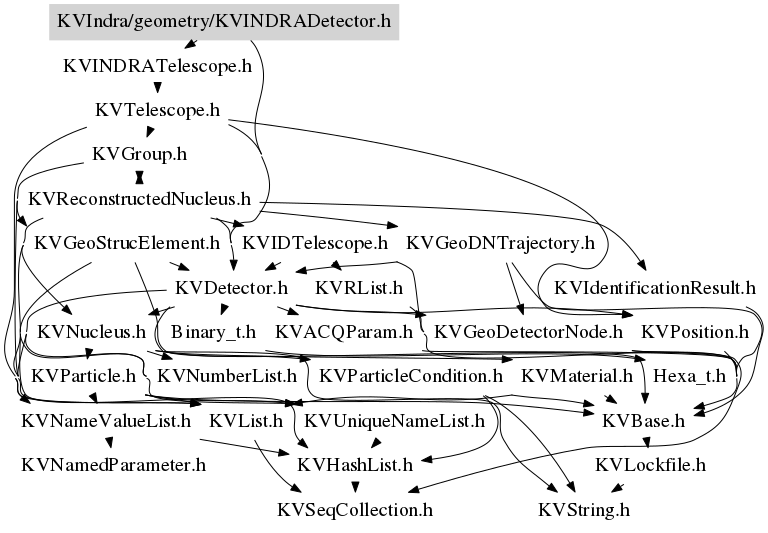 KVIndra/geometry/KVINDRADetector.h
KVINDRATelescope.h
KVTelescope.h
KVGroup.h
KVReconstructedNucleus.h
KVGeoStrucElement.h KVIDTelescope.h KVGeoDNTrajectory.h
KVDetector.h KVRList.h KVIdentificationResult.h
KVNucleus.h Binary_t.h KVACQParam.h KVGeoDetectorNode.h KVPosition.h
KVParticle.h KVNumberList.h KVParticleCondition.h KVMaterial.h Hexa_t.h
KVNameValueList.h KVList.h KVUniqueNameList.h KVBase.h
KVNamedParameter.h KVHashList.h KVLockfile.h
KVSeqCollection.h KVString.h